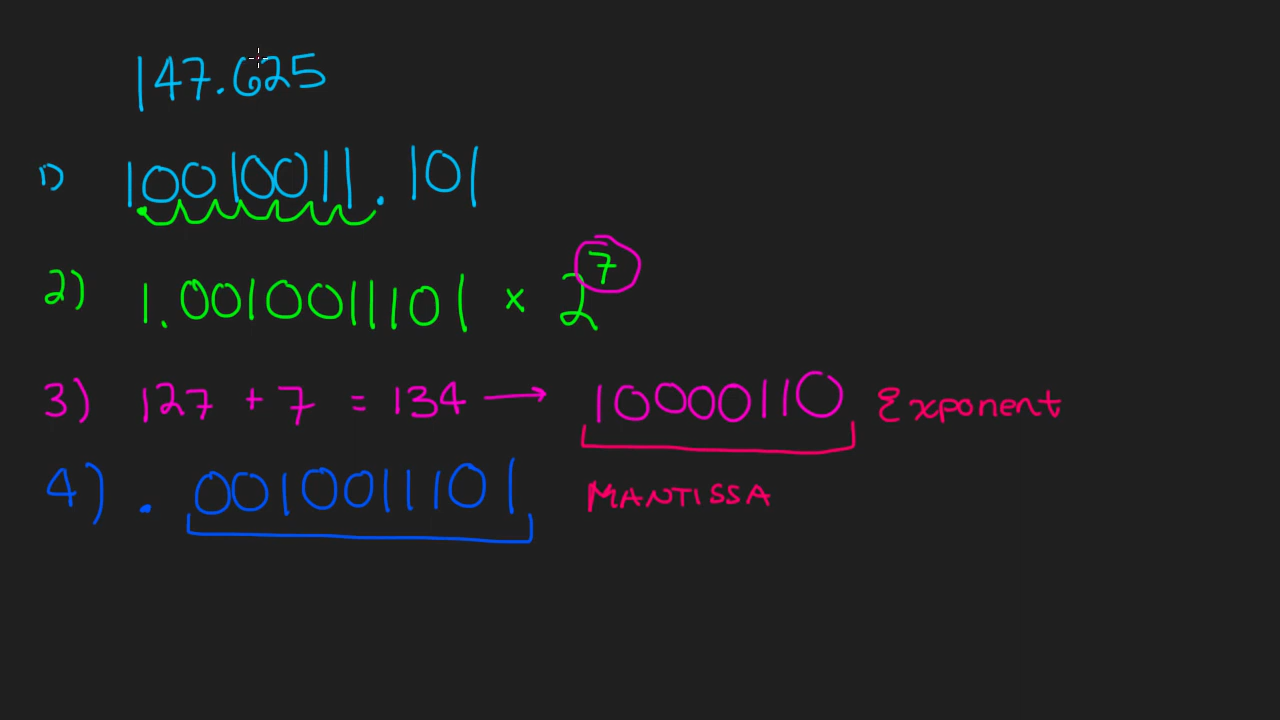 147.625
1) 10010011.101
2) 1.0010011101 × 2^7
3) 127 + 7 = 134 → 10000110 Exponent
4) .0010011101 MANTISSA